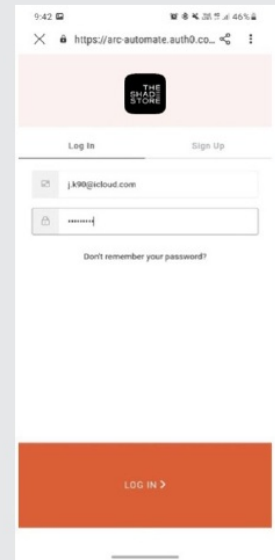 9:42 46%
https://arc-automate.auth0.co...
THE
SHADE
STORE
Log In Sign Up
j.k90@icloud.com
•••••••••
Don't remember your password?
LOG IN >